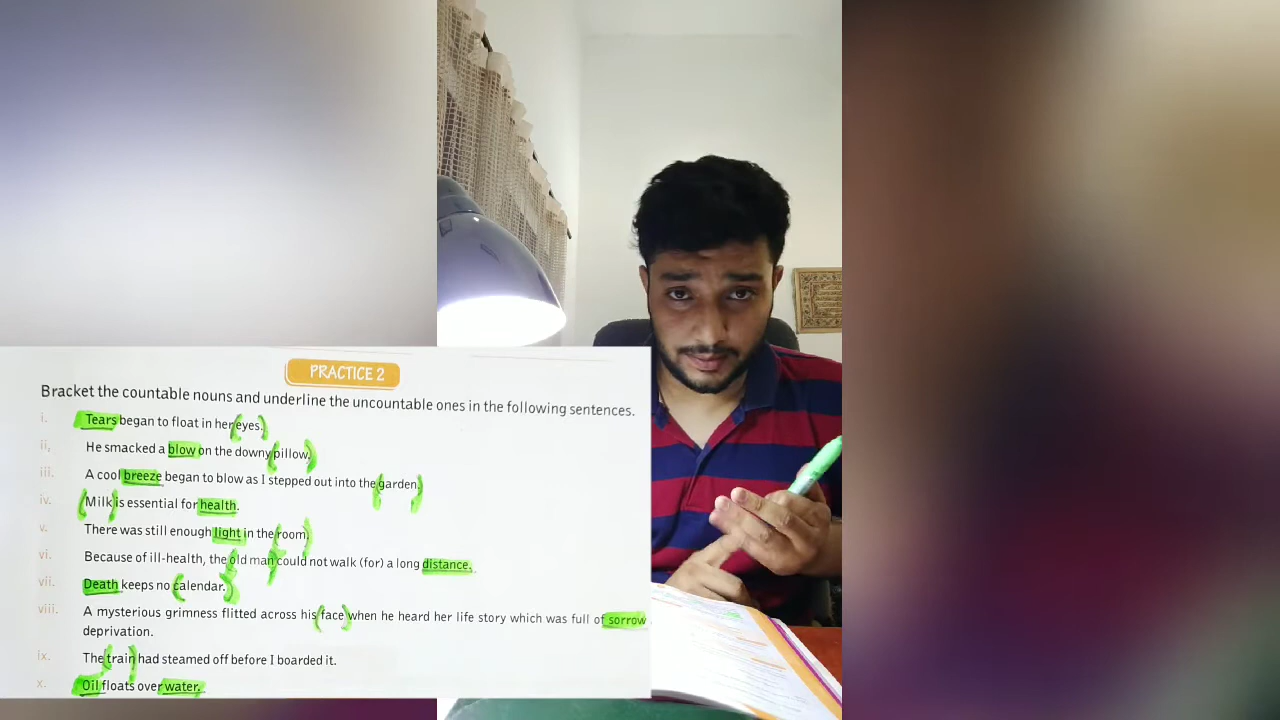 PRACTICE 2
Bracket the countable nouns and underline the uncountable ones in the following sentences.
i. Tears began to float in her (eyes.)
ii. He smacked a blow on the downy (pillow.)
iii. A cool breeze began to blow as I stepped out into the (garden.)
iv. (Milk) is essential for health.
v. There was still enough light in the (room)
vi. Because of ill-health, the (old man) could not walk (for) a long distance.
vii. Death keeps no (calendar.)
viii. A mysterious grimness flitted across his (face) when he heard her life story which was full of sorrow
deprivation.
ix. The (train) had steamed off before I boarded it.
x. Oil floats over water.